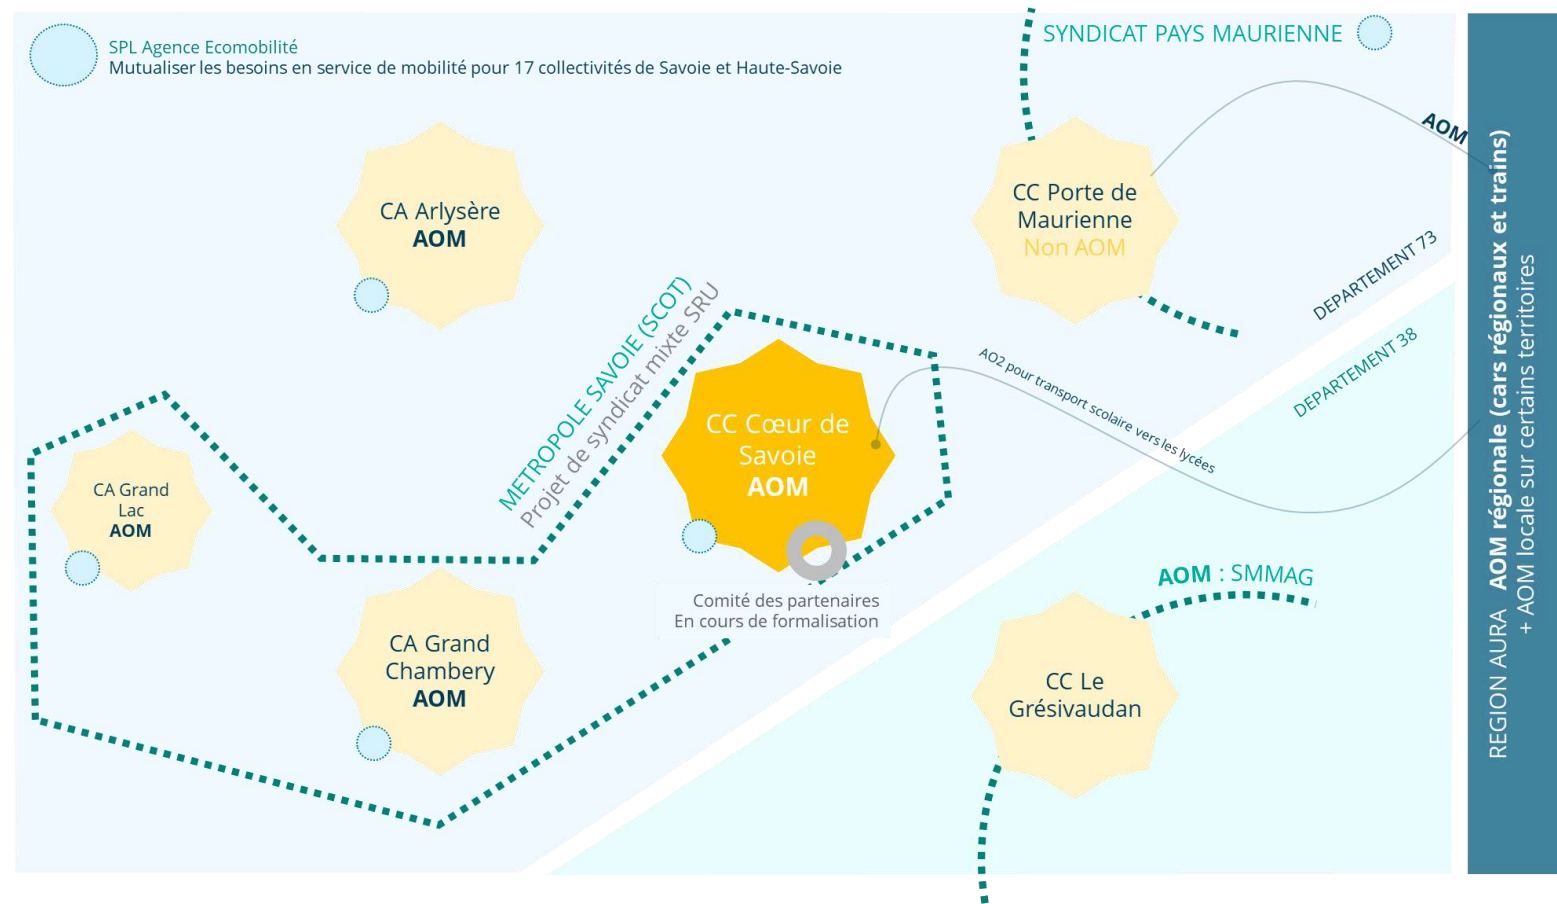 SPL Agence Ecomobilité
Mutualiser les besoins en service de mobilité pour 17 collectivités de Savoie et Haute-Savoie
SYNDICAT PAYS MAURIENNE
AOM
CA Arlysère
AOM
CC Porte de
Maurienne
Non AOM
DEPARTEMENT 73
DEPARTEMENT 38
METROPOLE SAVOIE (SCOT)
Projet de syndicat mixte SRU
AO2 pour transport scolaire vers les lycées
CC Cœur de
Savoie
AOM
CA Grand
Lac
AOM
Comité des partenaires
En cours de formalisation
CA Grand
Chambery
AOM
AOM : SMMAG
CC Le
Grésivaudan
REGION AURA AOM régionale (cars régionaux et trains)
+ AOM locale sur certains territoires